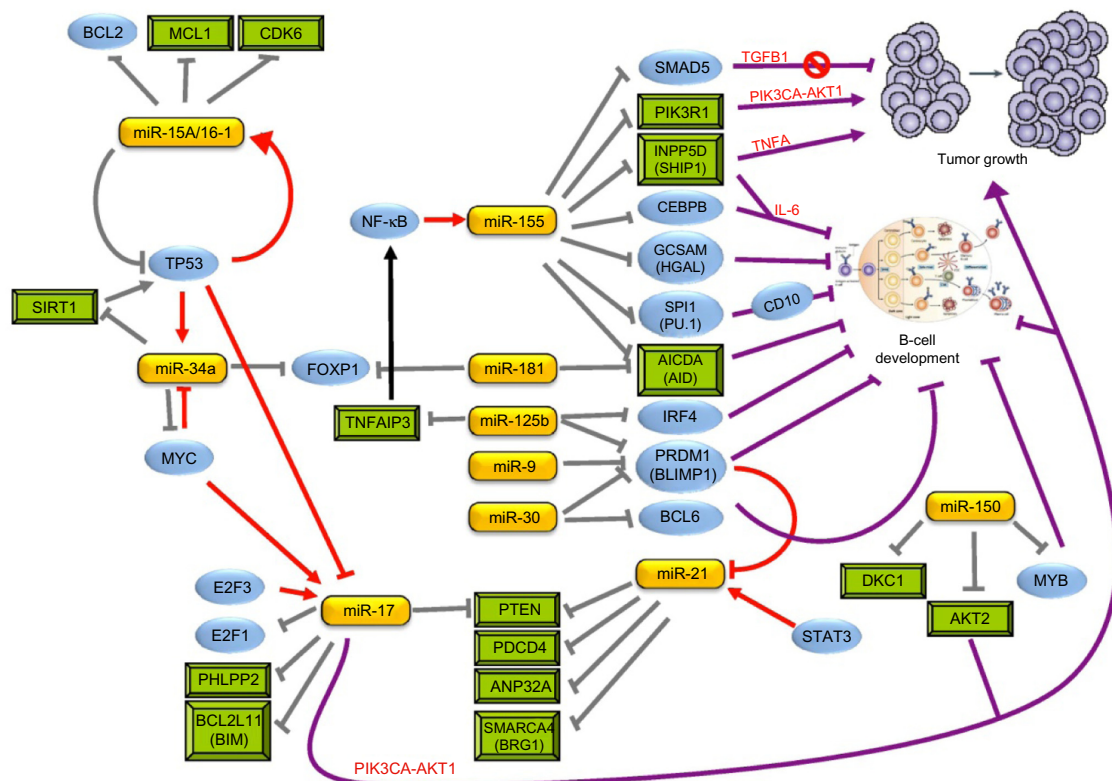 BCL2
MCL1
CDK6
miR-15A/16-1
TP53
SIRT1
miR-34a
FOXP1
MYC
NF-κB
miR-155
TNFAIP3
miR-181
miR-125b
miR-9
miR-30
SMAD5
PIK3R1
INPP5D
(SHIP1)
CEBPB
GCSAM
(HGAL)
SPI1
(PU.1)
CD10
AICDA
(AID)
IRF4
PRDM1
(BLIMP1)
BCL6
TGFB1
PIK3CA-AKT1
TNFA
IL-6
Tumor growth
B-cell
development
miR-150
DKC1
MYB
AKT2
miR-21
STAT3
E2F3
E2F1
miR-17
PHLPP2
BCL2L11
(BIM)
PTEN
PDCD4
ANP32A
SMARCA4
(BRG1)
PIK3CA-AKT1